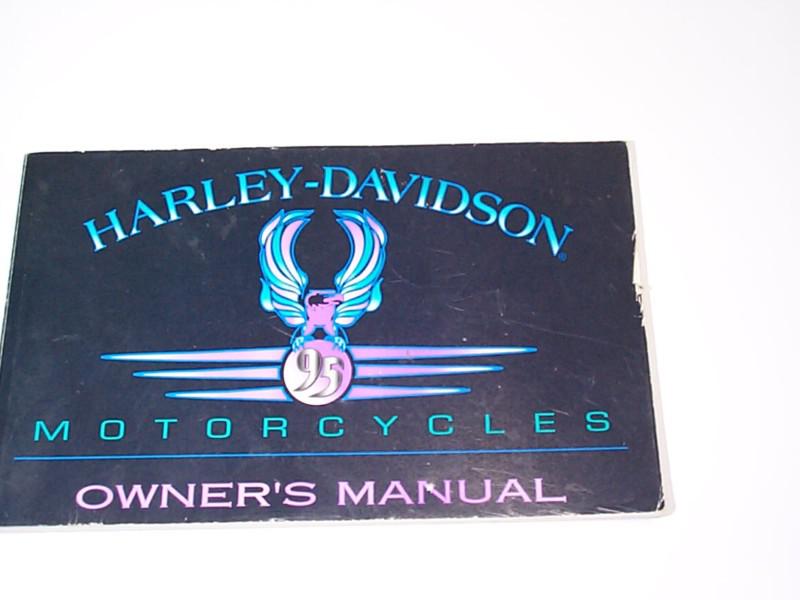 HARLEY-DAVIDSON®
95
MOTORCYCLES
OWNER'S MANUAL